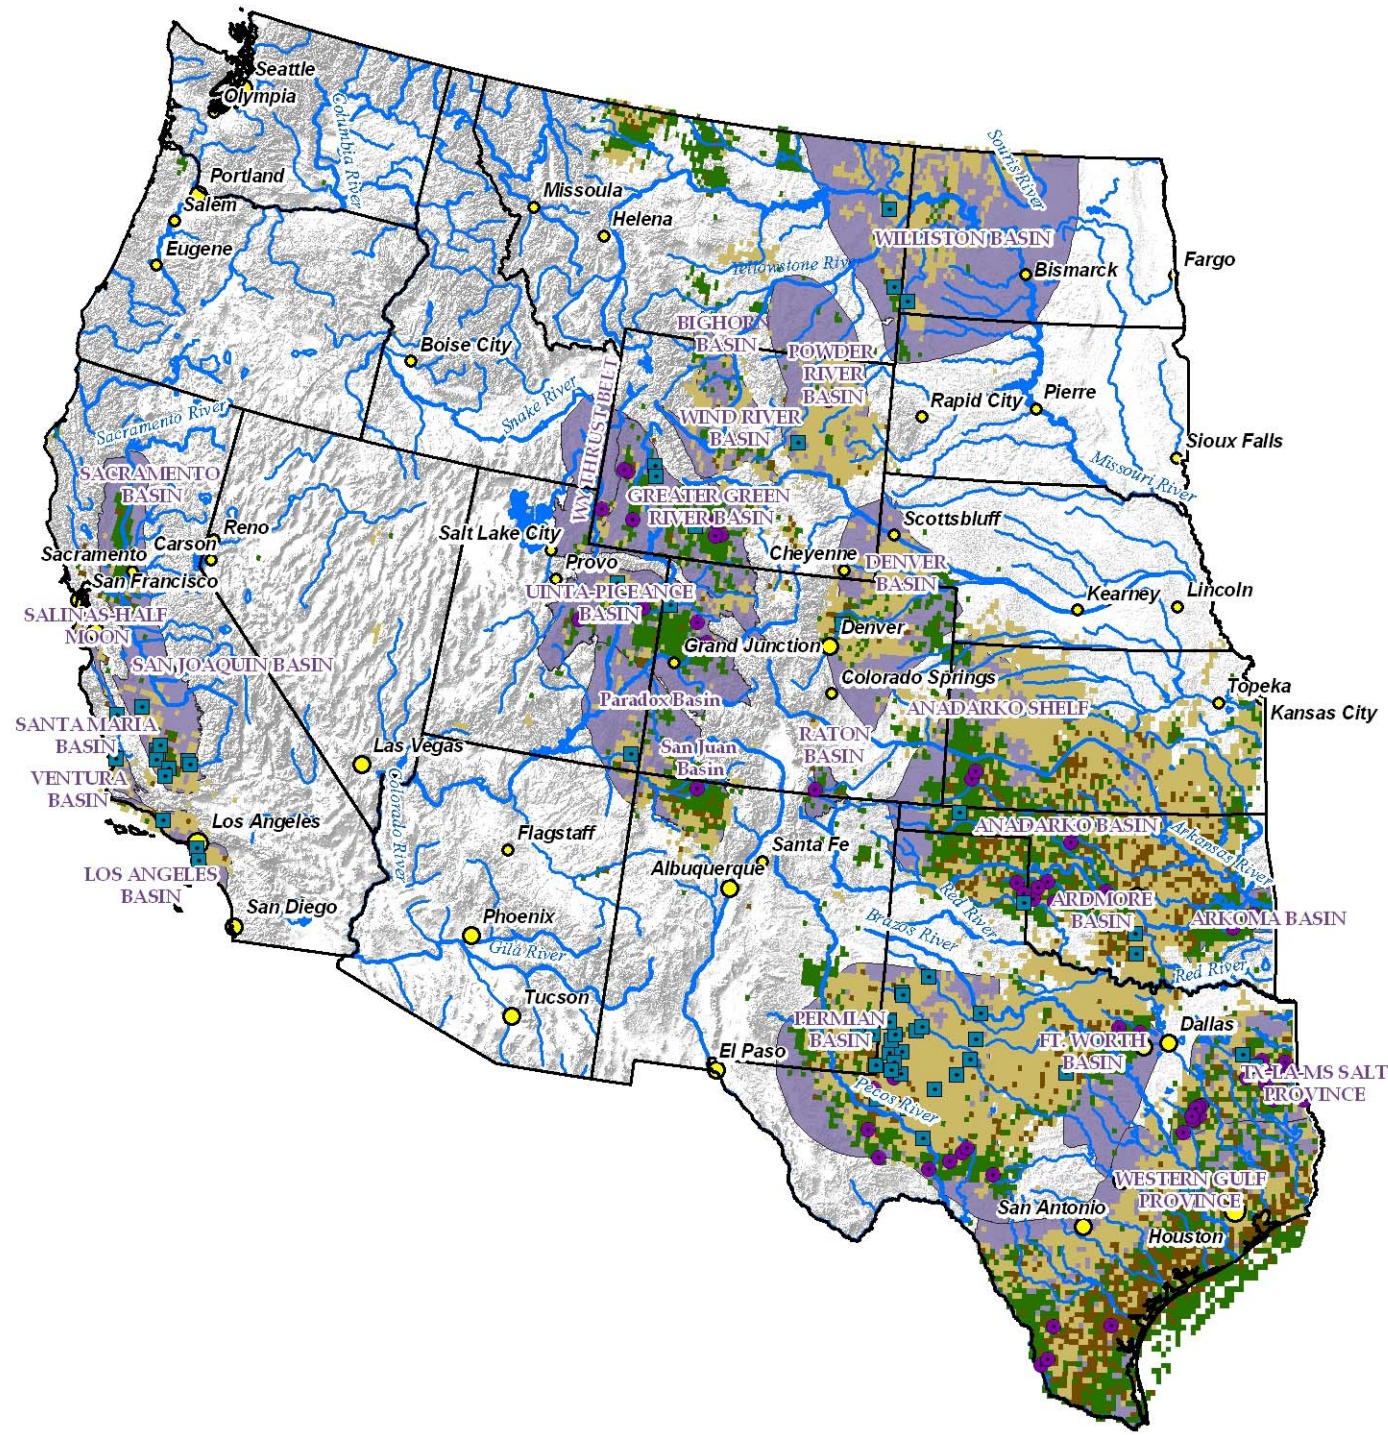 Seattle
Olympia
Columbia River
Portland
Salem
Eugene
Missoula
Helena
Souris River
WILLISTON BASIN
Yellowstone River
Bismarck
Fargo
Boise City
Snake River
BIGHORN
BASIN
POWDER
RIVER
BASIN
WY THRUST BELT
WIND RIVER
BASIN
Rapid City
Pierre
Sioux Falls
Missouri River
Sacramento River
SACRAMENTO
BASIN
Reno
Carson
Sacramento
San Francisco
SALINAS-HALF
MOON
SAN JOAQUIN BASIN
SANTA MARIA
BASIN
VENTURA
BASIN
Los Angeles
LOS ANGELES
BASIN
San Diego
GREATER GREEN
RIVER BASIN
Salt Lake City
Provo
UINTA-PICEANCE
BASIN
Cheyenne
Scottsbluff
DENVER
BASIN
Kearney
Lincoln
Grand Junction
Denver
Colorado Springs
Paradox Basin
San Juan
Basin
RATON
BASIN
ANADARKO SHELF
Topeka
Kansas City
Las Vegas
Colorado River
Flagstaff
Phoenix
Gila River
Tucson
Albuquerque
Santa Fe
El Paso
ANADARKO BASIN
Arkansas River
Red River
ARDMORE
BASIN
ARKOMA BASIN
Brazos River
Red River
PERMIAN
BASIN
Pecos River
FT. WORTH
BASIN
Dallas
TX-LA-MS SALT
PROVINCE
WESTERN GULF
PROVINCE
San Antonio
Houston